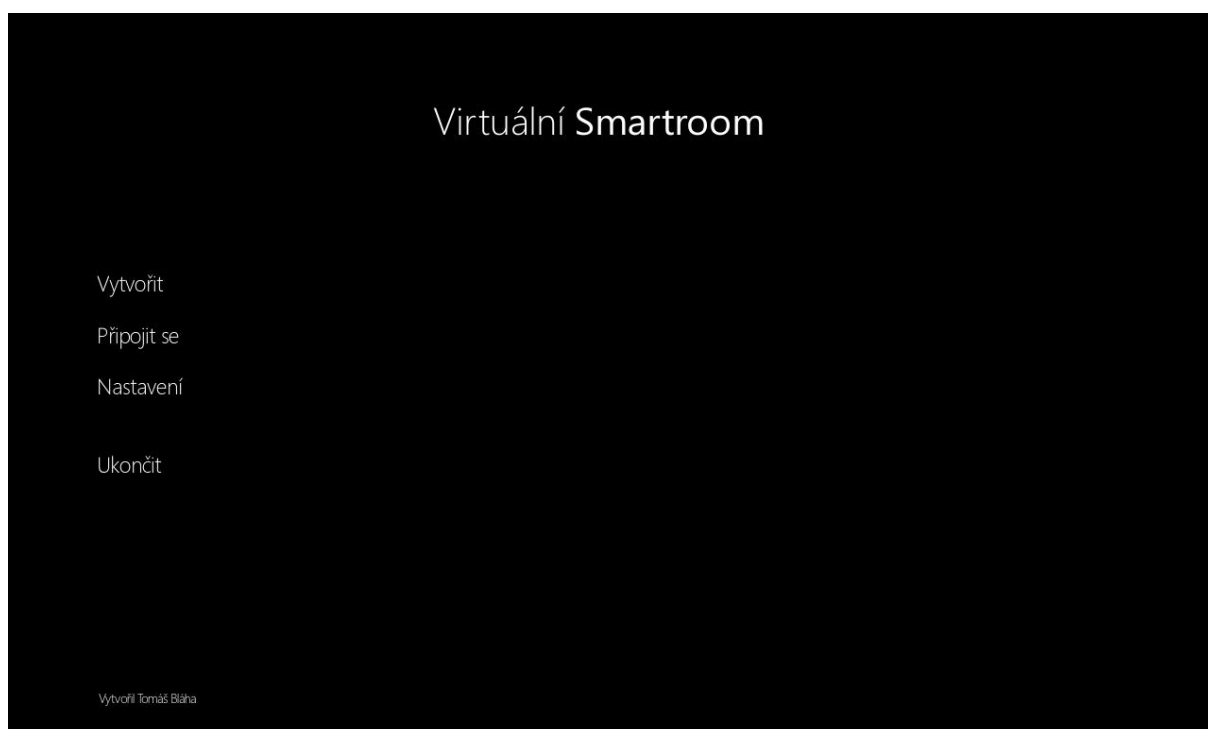 Virtuální Smartroom
Vytvořit
Připojit se
Nastavení
Ukončit
Vytvořil Tomáš Bláha